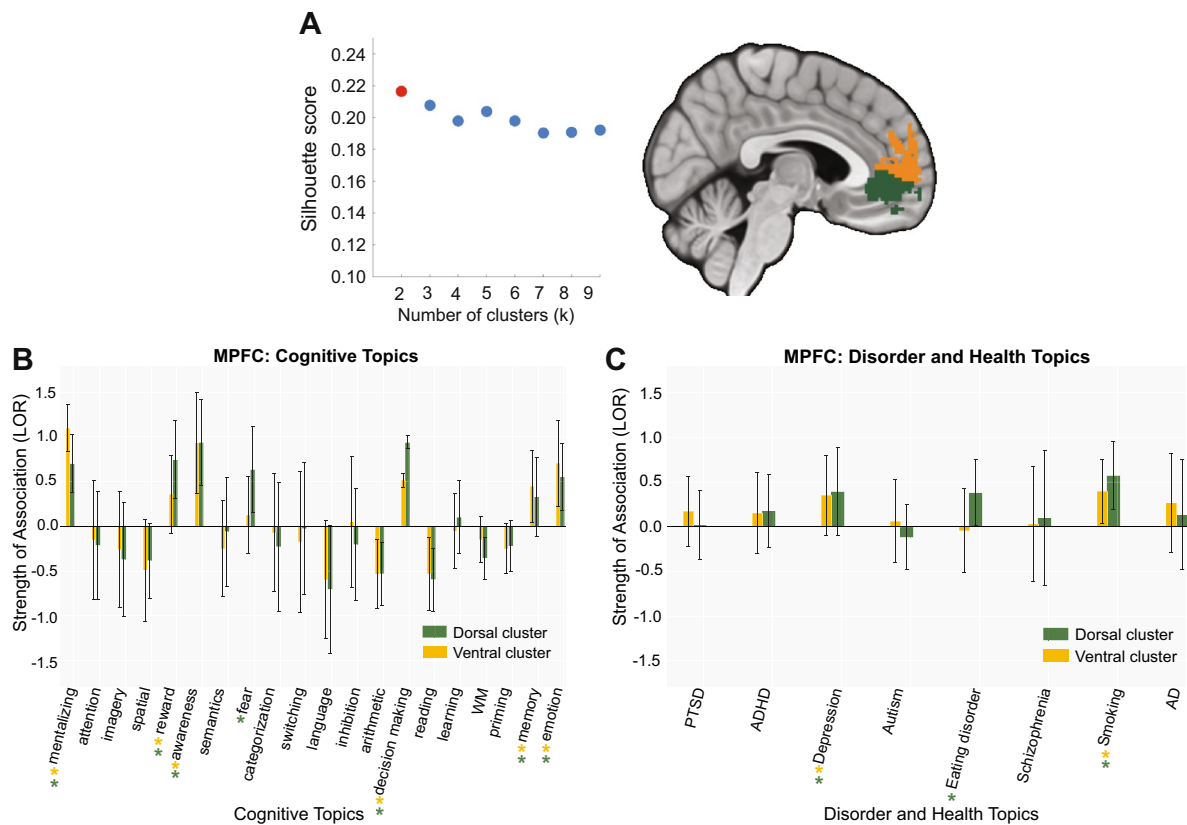 A
Silhouette score
0.24
0.22
0.20
0.18
0.16
0.14
0.12
0.10
2 3 4 5 6 7 8 9
Number of clusters (k)
B
MPFC: Cognitive Topics
Strength of Association (LOR)
1.5
1.0
0.5
0.0
-0.5
-1.0
-1.5
Dorsal cluster
Ventral cluster
** mentalizing
attention
imagery
spatial
** reward
** awareness
semantics
* fear
categorization
switching
language
inhibition
arithmetic
** decision making
reading
learning
WM
priming
** memory
** emotion
Cognitive Topics
C
MPFC: Disorder and Health Topics
Strength of Association (LOR)
1.5
1.0
0.5
0.0
-0.5
-1.0
-1.5
Dorsal cluster
Ventral cluster
PTSD
ADHD
** Depression
Autism
* Eating disorder
Schizophrenia
** Smoking
AD
Disorder and Health Topics